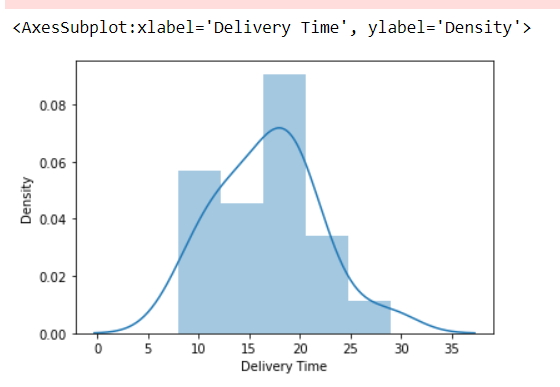 <AxesSubplot:xlabel='Delivery Time', ylabel='Density'>
0.08
0.06
0.04
0.02
0.00
Density
0 5 10 15 20 25 30 35
Delivery Time